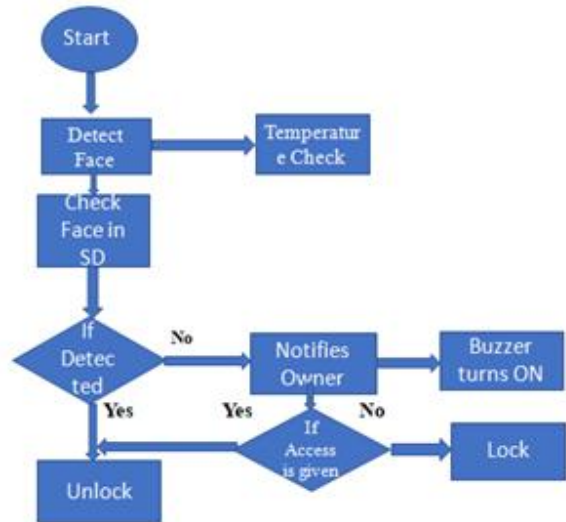 Start
Detect
Face
Temperatur
e Check
Check
Face in
SD
If
Detec
ted
No
Notifies
Owner
Buzzer
turns ON
Yes
Yes
No
If
Access
is given
Lock
Unlock